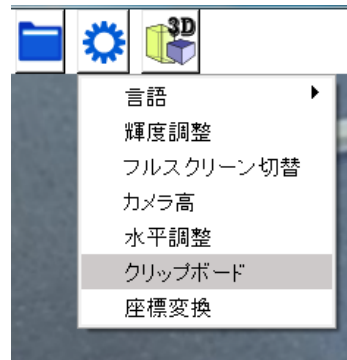 3D
言語
輝度調整
フルスクリーン切替
カメラ高
水平調整
クリップボード
座標変換